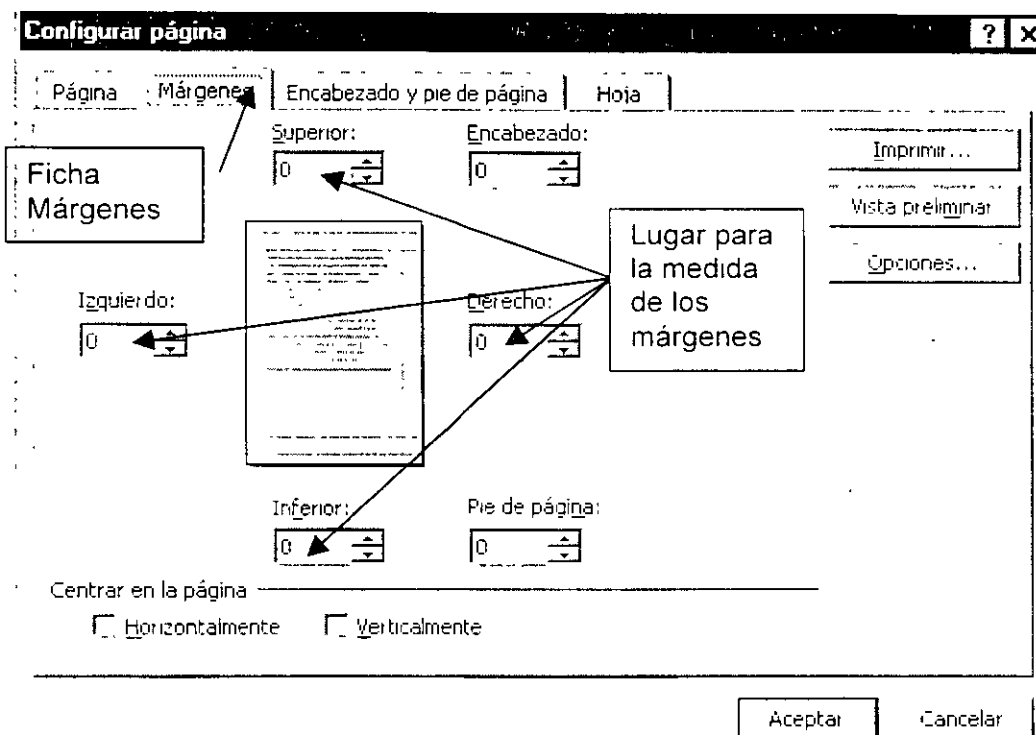 Configurar página ? ×
Página Márgenes Encabezado y pie de página Hoja
Superior: Encabezado:
0 0
Imprimir...
Ficha
Márgenes
Vista preliminar
Lugar para
la medida
de los
márgenes
Opciones...
Izquierdo: Derecho:
0 0
Inferior: Pie de página:
0 0
Centrar en la página
Horizontalmente Verticalmente
Aceptar Cancelar